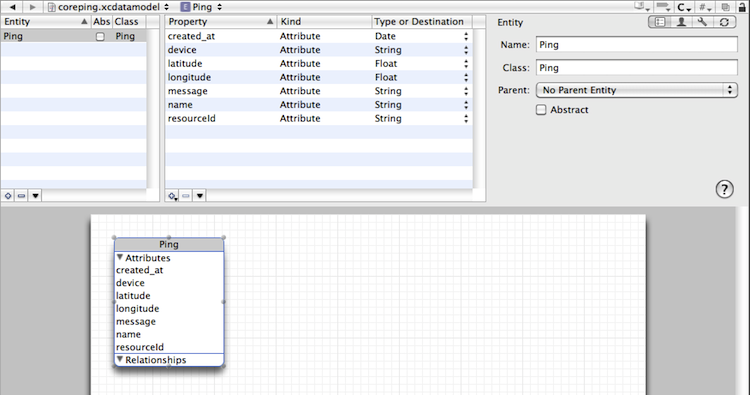 coreping.xcdatamodel Ping
C #
Entity Abs Class
Ping Ping
Property Kind Type or Destination
created_at Attribute Date
device Attribute String
latitude Attribute Float
longitude Attribute Float
message Attribute String
name Attribute String
resourceId Attribute String
Entity
Name: Ping
Class: Ping
Parent: No Parent Entity
Abstract
?
Ping
Attributes
created_at
device
latitude
longitude
message
name
resourceId
Relationships